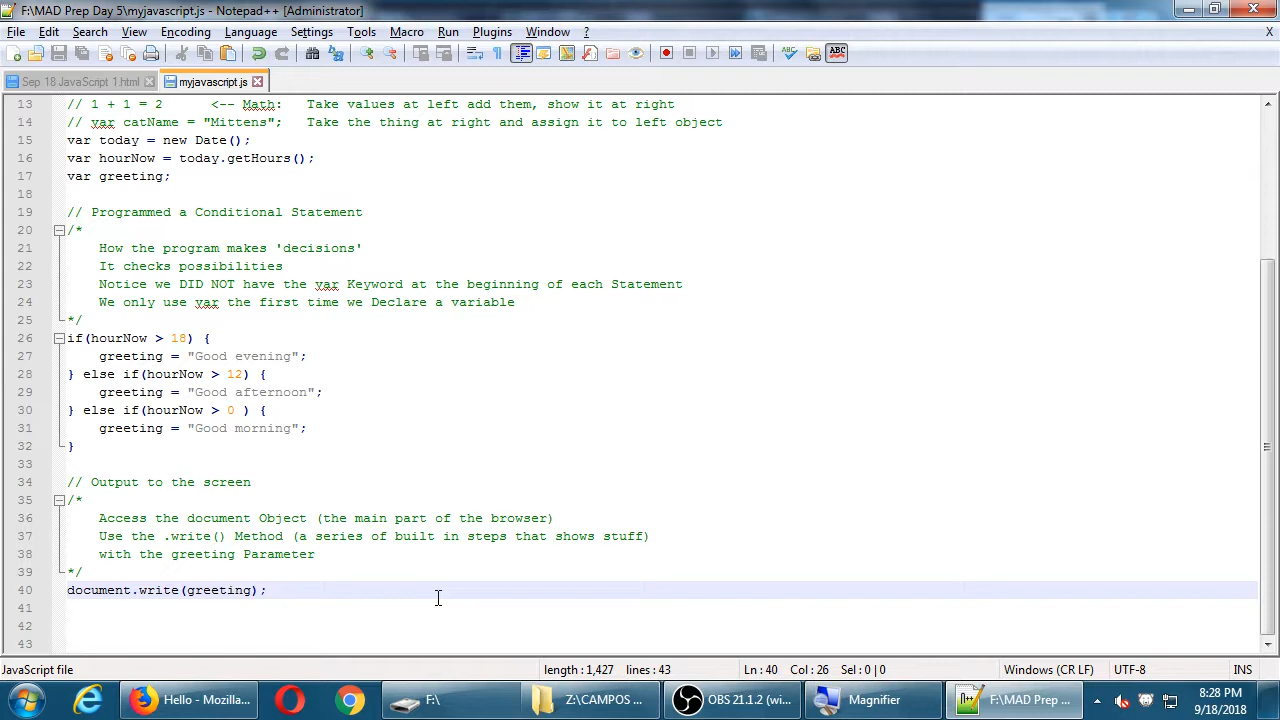 F:\MAD Prep Day 5\myjavascript.js - Notepad++ [Administrator]
File Edit Search View Encoding Language Settings Tools Macro Run Plugins Window ? X
Sep 18 JavaScript 1.html myjavascript.js
13 // 1 + 1 = 2 <-- Math: Take values at left add them, show it at right
14 // var catName = "Mittens"; Take the thing at right and assign it to left object
15 var today = new Date();
16 var hourNow = today.getHours();
17 var greeting;
18
19 // Programmed a Conditional Statement
20 /*
21 How the program makes 'decisions'
22 It checks possibilities
23 Notice we DID NOT have the var Keyword at the beginning of each Statement
24 We only use var the first time we Declare a variable
25 */
26 if(hourNow > 18) {
27 greeting = "Good evening";
28 } else if(hourNow > 12) {
29 greeting = "Good afternoon";
30 } else if(hourNow > 0 ) {
31 greeting = "Good morning";
32 }
33
34 // Output to the screen
35 /*
36 Access the document Object (the main part of the browser)
37 Use the .write() Method (a series of built in steps that shows stuff)
38 with the greeting Parameter
39 */
40 document.write(greeting);
41
42
43
JavaScript file length : 1,427 lines : 43 Ln : 40 Col : 26 Sel : 0 | 0 Windows (CR LF) UTF-8 INS
Hello - Mozilla... F:\ Z:\CAMPOS ... OBS 21.1.2 (wi... Magnifier F:\MAD Prep ... 8:28 PM
9/18/2018